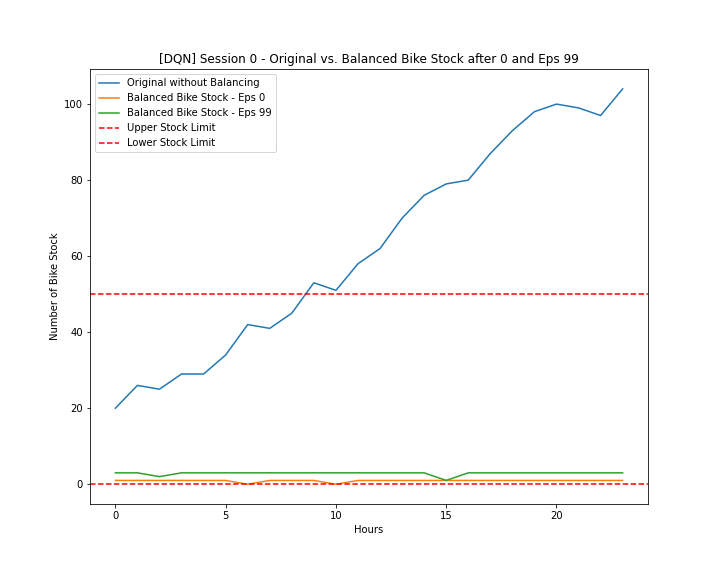 [DQN] Session 0 - Original vs. Balanced Bike Stock after 0 and Eps 99
Original without Balancing
Balanced Bike Stock - Eps 0
Balanced Bike Stock - Eps 99
Upper Stock Limit
Lower Stock Limit
100
80
60
40
20
0
Number of Bike Stock
0 5 10 15 20
Hours